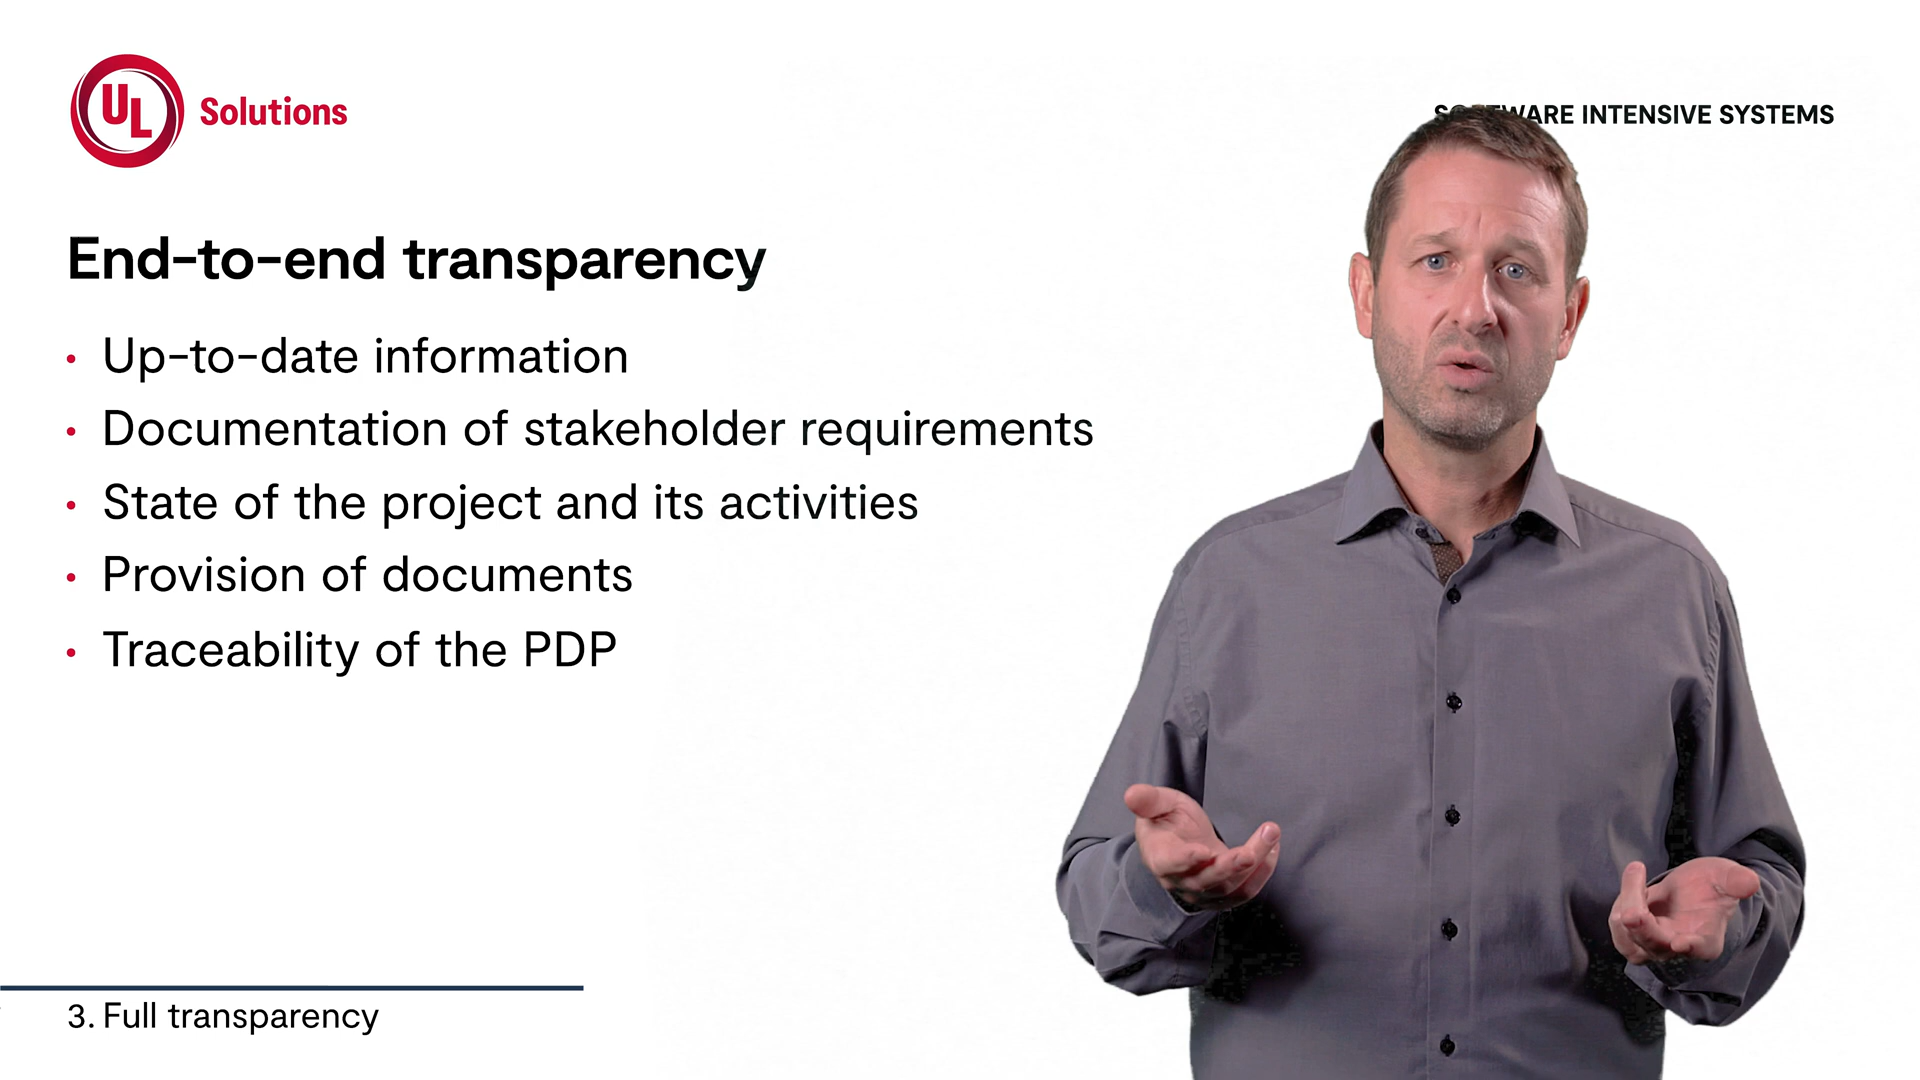 UL Solutions
SOFTWARE INTENSIVE SYSTEMS
End-to-end transparency
• Up-to-date information
• Documentation of stakeholder requirements
• State of the project and its activities
• Provision of documents
• Traceability of the PDP
3. Full transparency